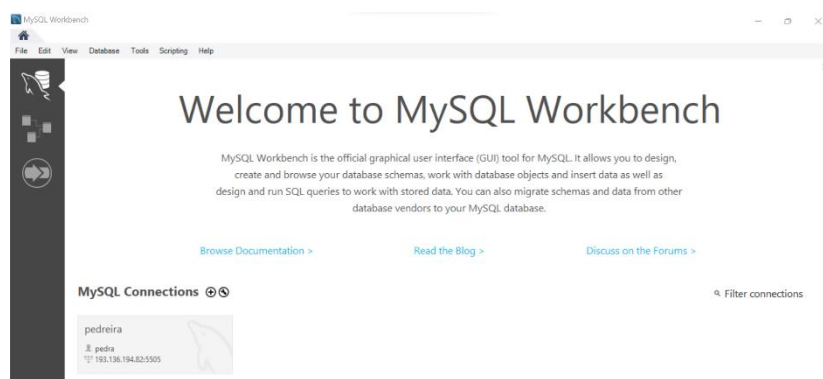 MySQL Workbench
File Edit View Database Tools Scripting Help
Welcome to MySQL Workbench
MySQL Workbench is the official graphical user interface (GUI) tool for MySQL. It allows you to design,
create and browse your database schemas, work with database objects and insert data as well as
design and run SQL queries to work with stored data. You can also migrate schemas and data from other
database vendors to your MySQL database.
Browse Documentation > Read the Blog > Discuss on the Forums >
MySQL Connections Filter connections
pedreira
pedra
193.136.194.82:5505